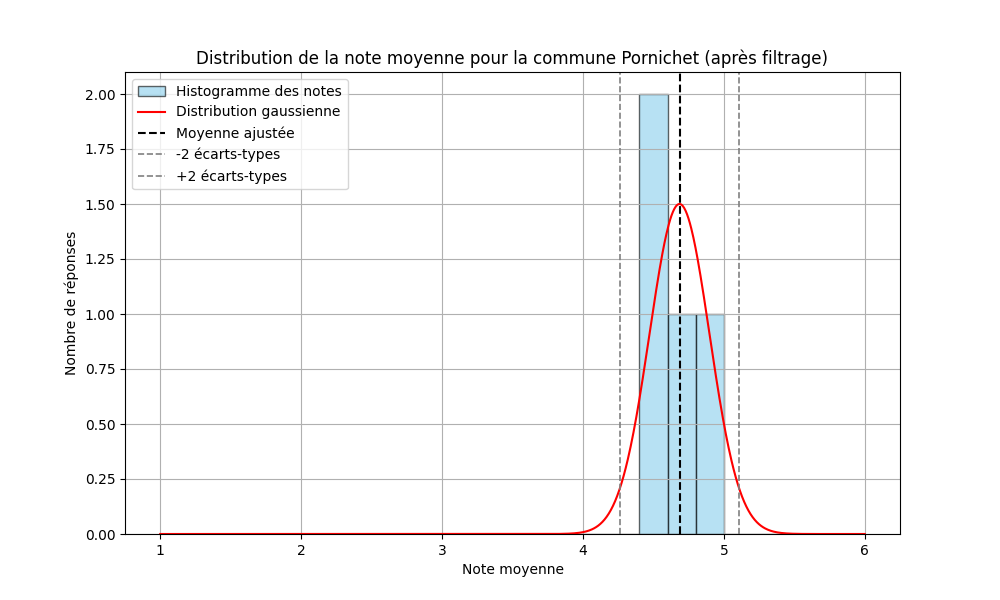 Distribution de la note moyenne pour la commune Pornichet (après filtrage)
Histogramme des notes
Distribution gaussienne
Moyenne ajustée
-2 écarts-types
+2 écarts-types
Nombre de réponses
2.00
1.75
1.50
1.25
1.00
0.75
0.50
0.25
0.00
1 2 3 4 5 6
Note moyenne